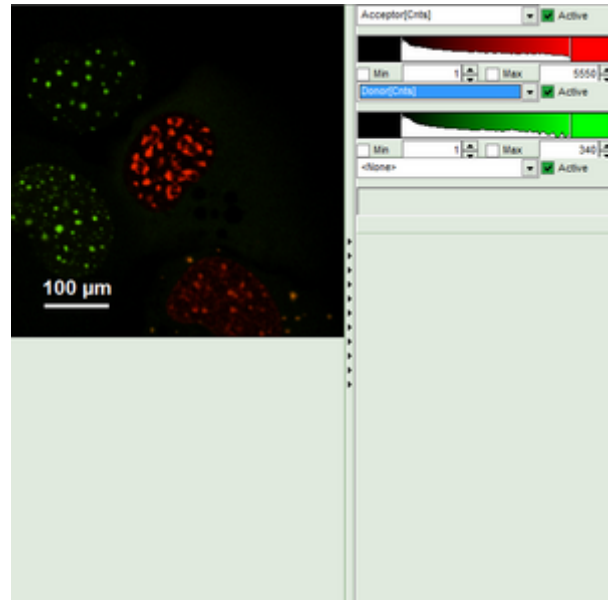 Acceptor[Cnts]
Active
Min
1
Max
5550
Donor[Cnts]
Active
Min
1
Max
340
<None>
Active
100 µm